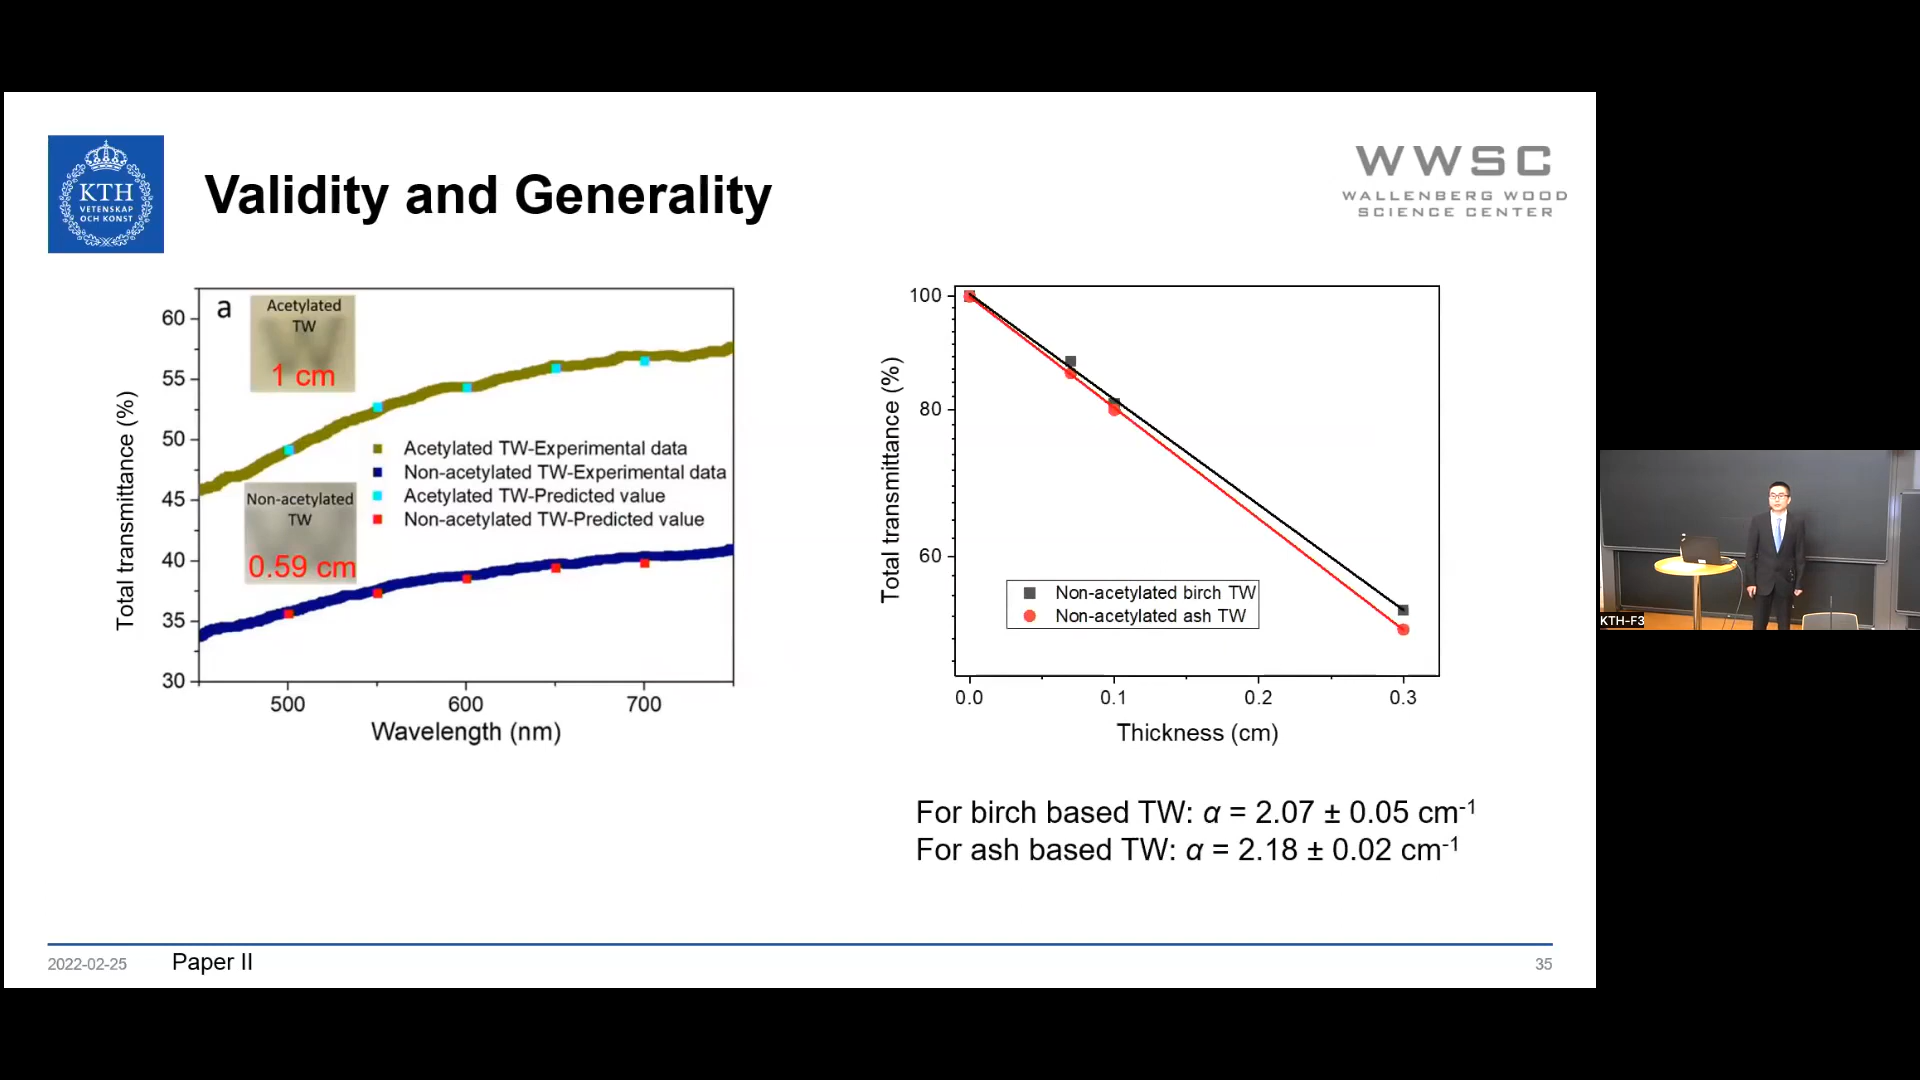 KTH
VETENSKAP
OCH KONST
Validity and Generality
WWSC
WALLENBERG WOOD
SCIENCE CENTER
a
Acetylated
TW
1 cm
Non-acetylated
TW
0.59 cm
Acetylated TW-Experimental data
Non-acetylated TW-Experimental data
Acetylated TW-Predicted value
Non-acetylated TW-Predicted value
60
55
50
45
40
35
30
Total transmittance (%)
500
600
700
Wavelength (nm)
100
80
60
Total transmittance (%)
Non-acetylated birch TW
Non-acetylated ash TW
0.0
0.1
0.2
0.3
Thickness (cm)
For birch based TW: α = 2.07 ± 0.05 cm⁻¹
For ash based TW: α = 2.18 ± 0.02 cm⁻¹
2022-02-25
Paper II
35
KTH-F3